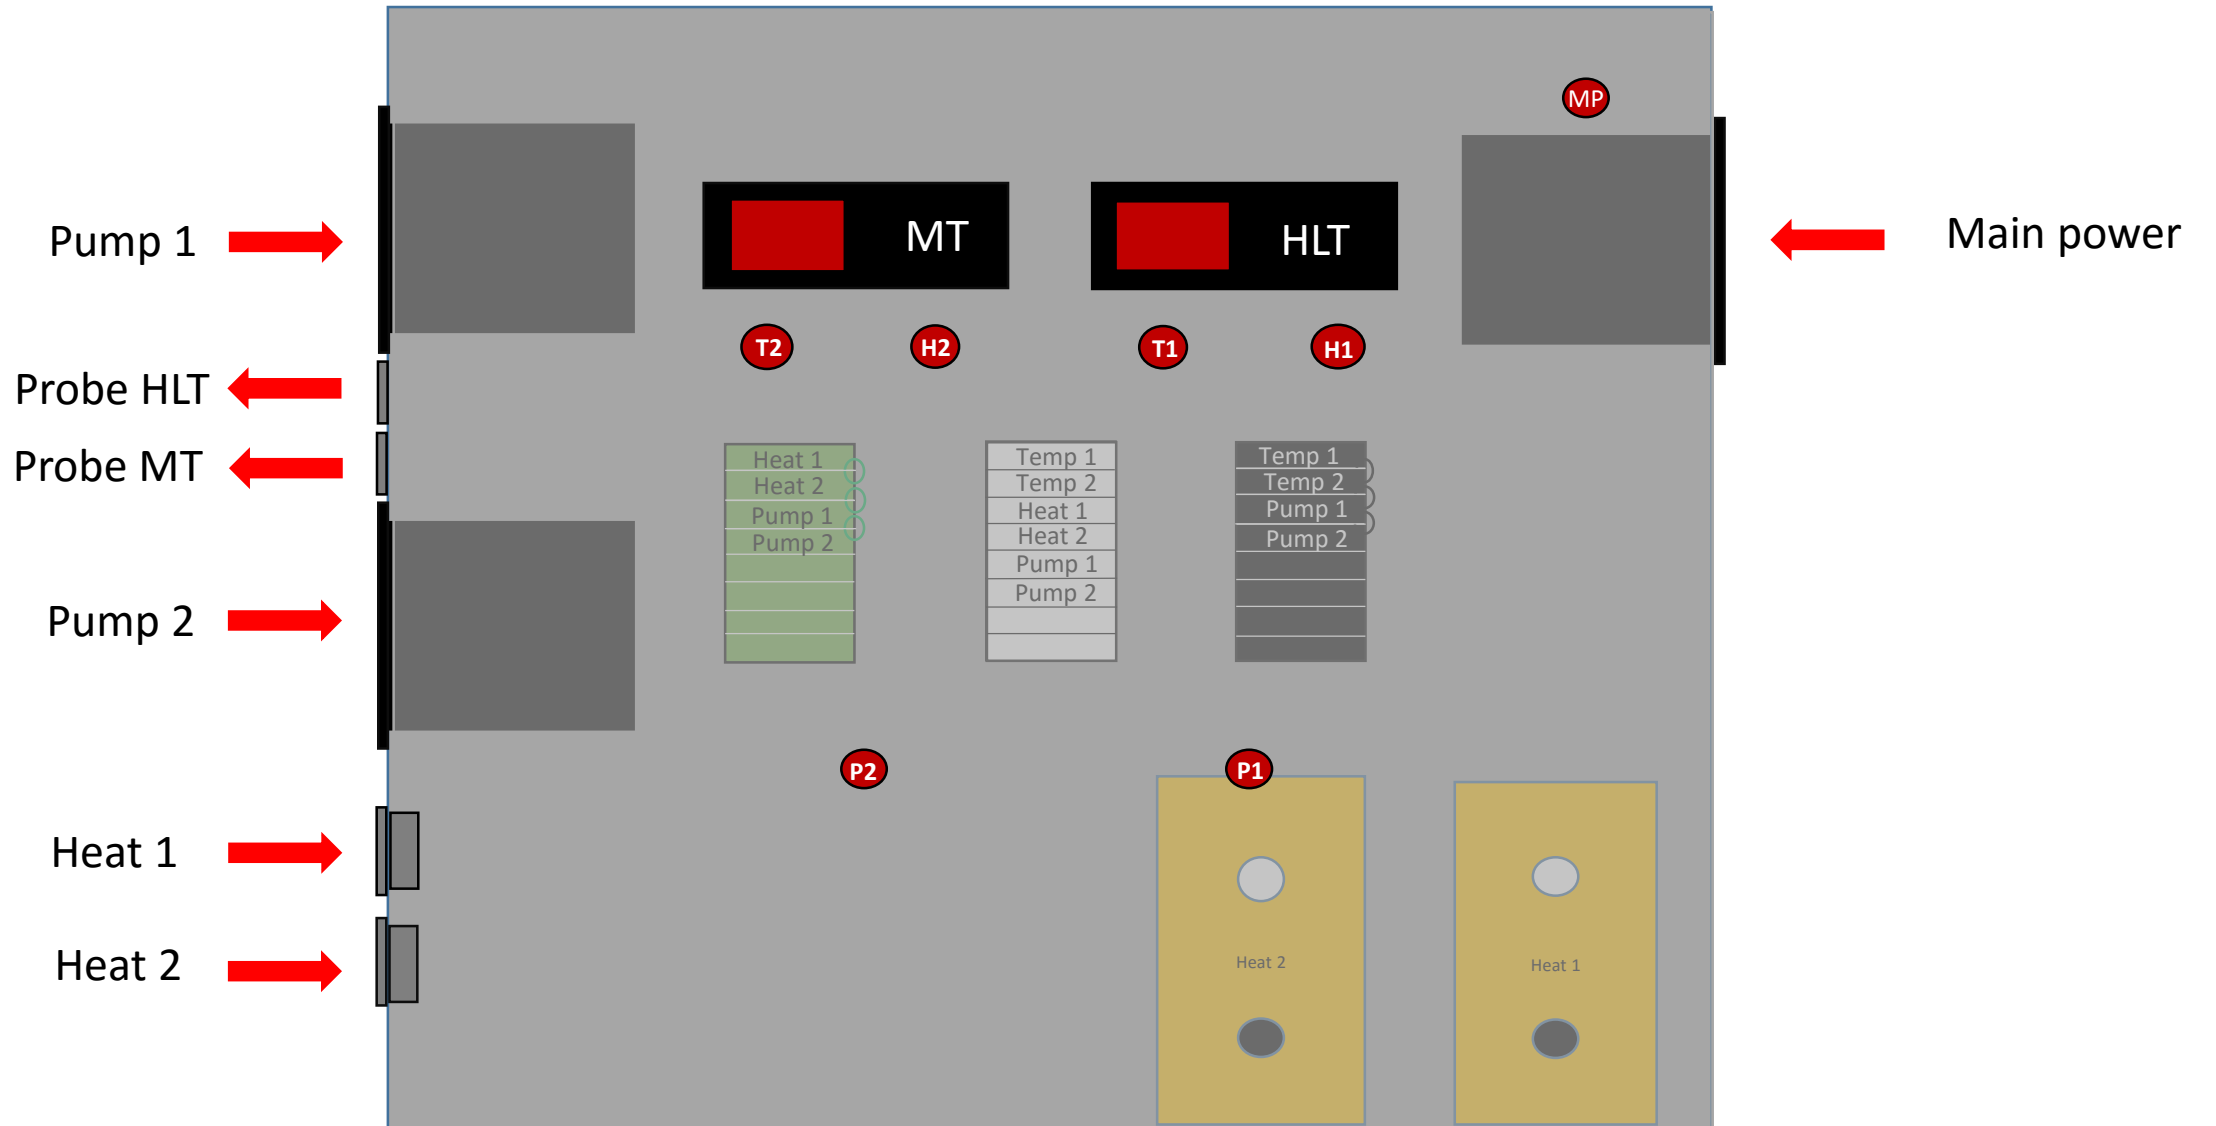 MP
Pump 1
MT
HLT
Main power
T2
H2
T1
H1
Probe HLT
Probe MT
Heat 1
Heat 2
Pump 1
Pump 2
Temp 1
Temp 2
Heat 1
Heat 2
Pump 1
Pump 2
Temp 1
Temp 2
Pump 1
Pump 2
Pump 2
P2
P1
Heat 1
Heat 2
Heat 2
Heat 1